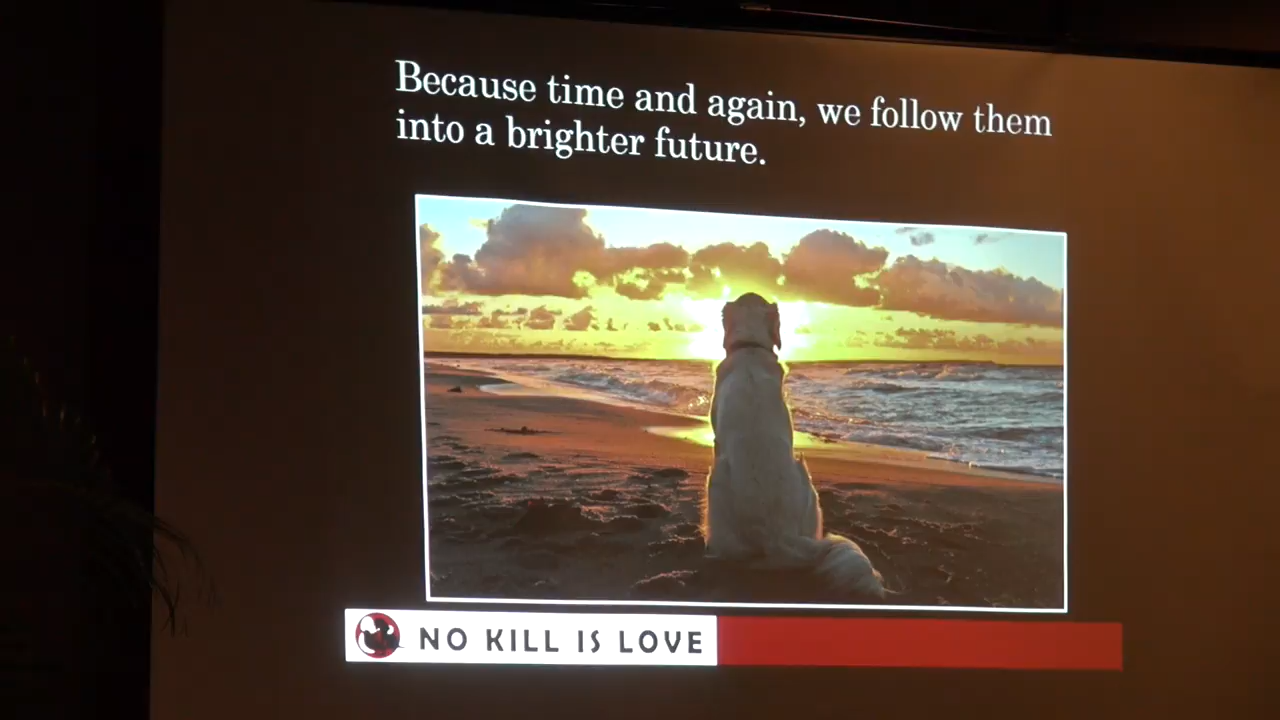 Because time and again, we follow them
into a brighter future.
NO KILL IS LOVE